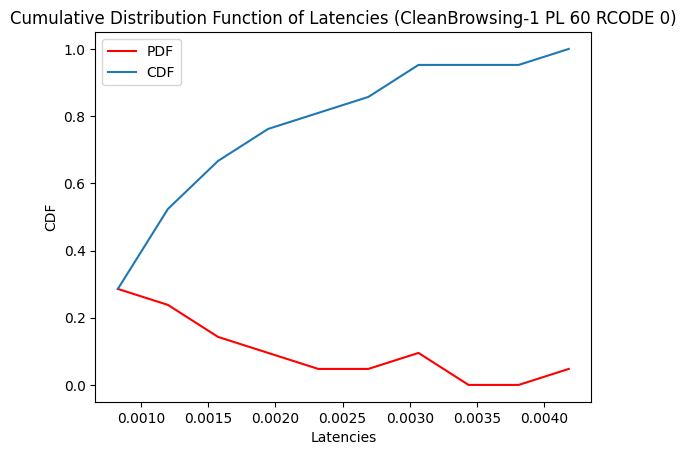 Cumulative Distribution Function of Latencies (CleanBrowsing-1 PL 60 RCODE 0)
PDF
CDF
1.0
0.8
0.6
0.4
0.2
0.0
CDF
0.0010 0.0015 0.0020 0.0025 0.0030 0.0035 0.0040
Latencies